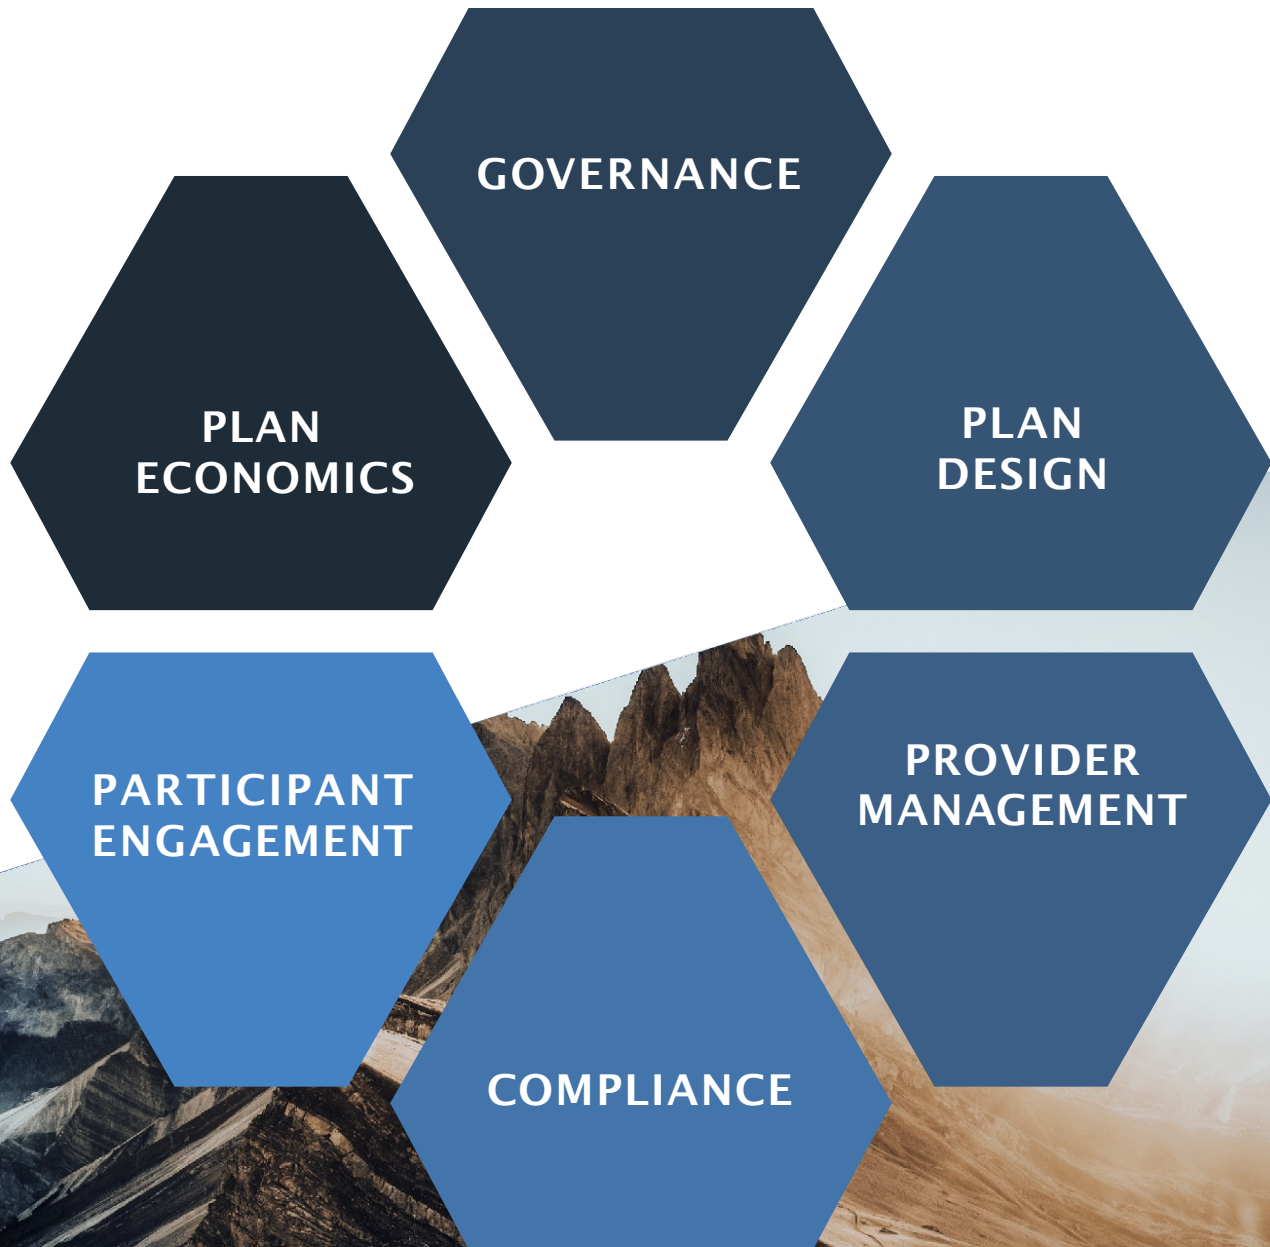 GOVERNANCE
PLAN
ECONOMICS
PLAN
DESIGN
PARTICIPANT
ENGAGEMENT
PROVIDER
MANAGEMENT
COMPLIANCE